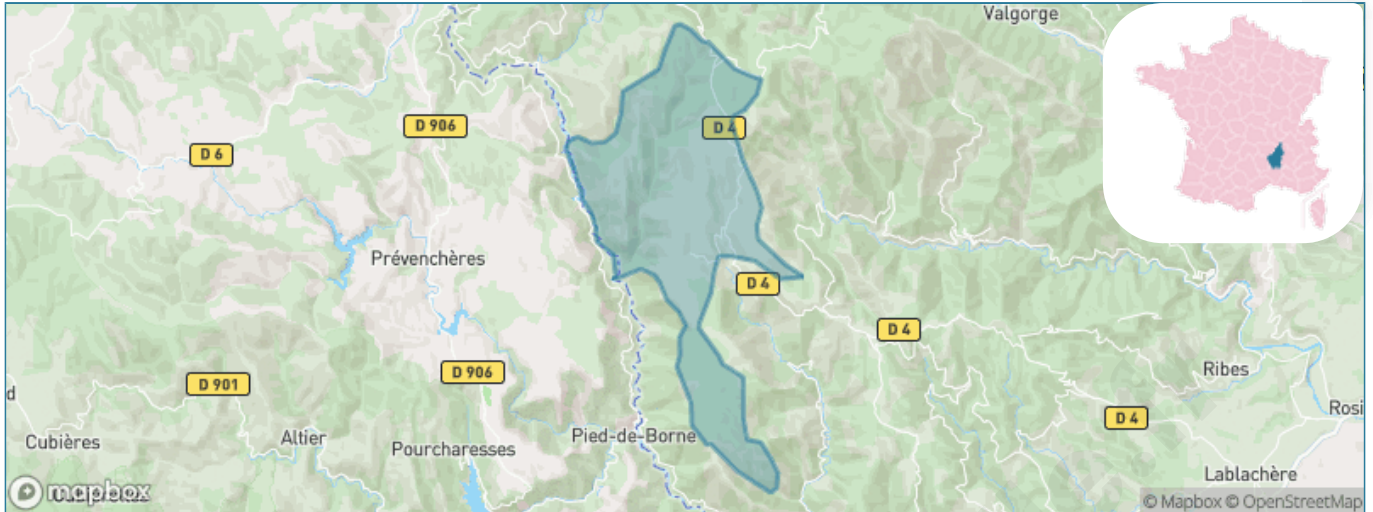 Valgorge
D 906
D 4
D 6
Prévenchères
D 4
D 4
Ribes
D 906
D 901
d
Rosi
D 4
Cubières
Altier
Pied-de-Borne
Pourcharesses
Lablachère
mapbox
© Mapbox © OpenStreetMap